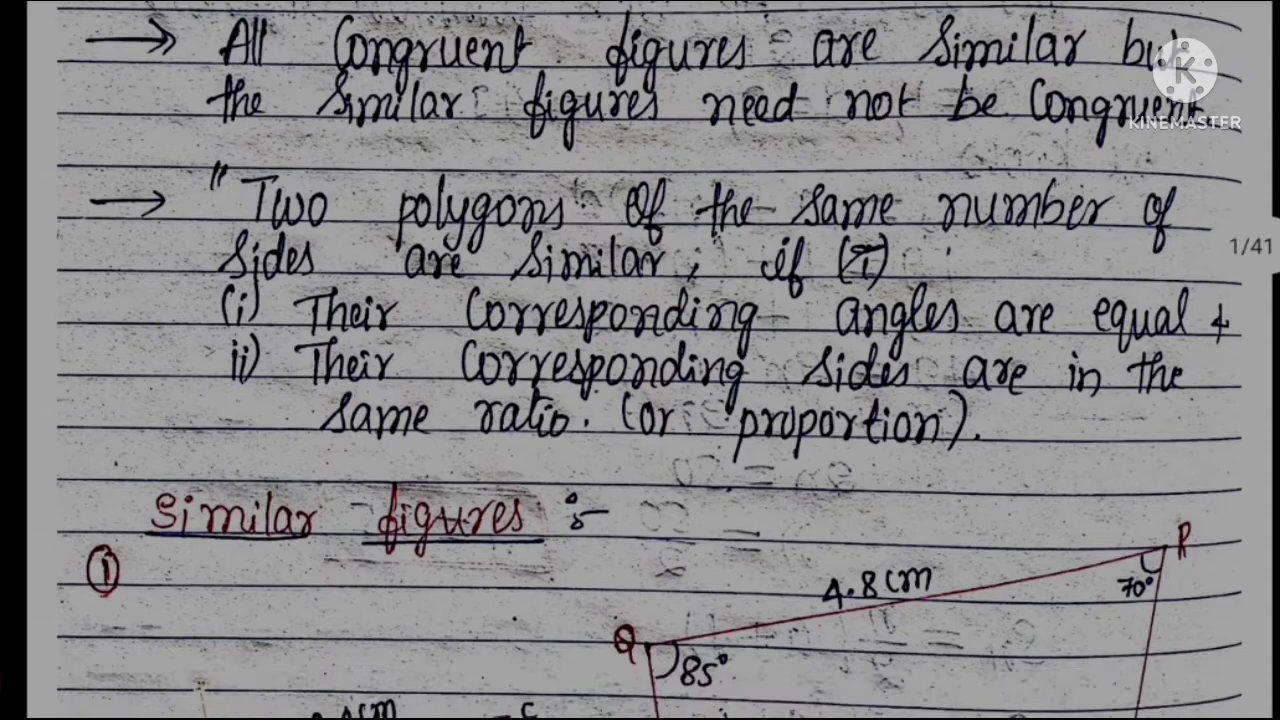 → All Congruent figures are similar but
the similar figures need not be Congruent
KINEMASTER
→ "Two polygons of the same number of
sides are similar, if
1/41
(i) Their Corresponding angles are equal &
ii) Their Corresponding sides are in the
same ratio. (or proportion).
Similar figures :-
①
R
4.8cm
70°
Q
85°
cm
c